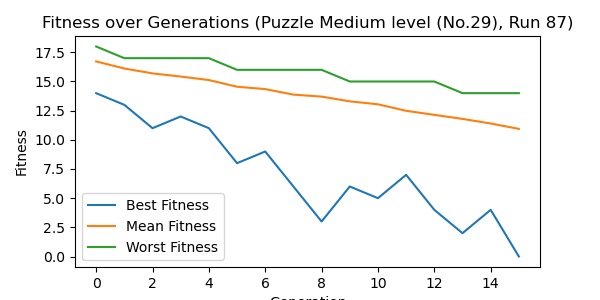 Fitness over Generations (Puzzle Medium level (No.29), Run 87)
Fitness
17.5
15.0
12.5
10.0
7.5
5.0
2.5
0.0
Best Fitness
Mean Fitness
Worst Fitness
0 2 4 6 8 10 12 14
Generation